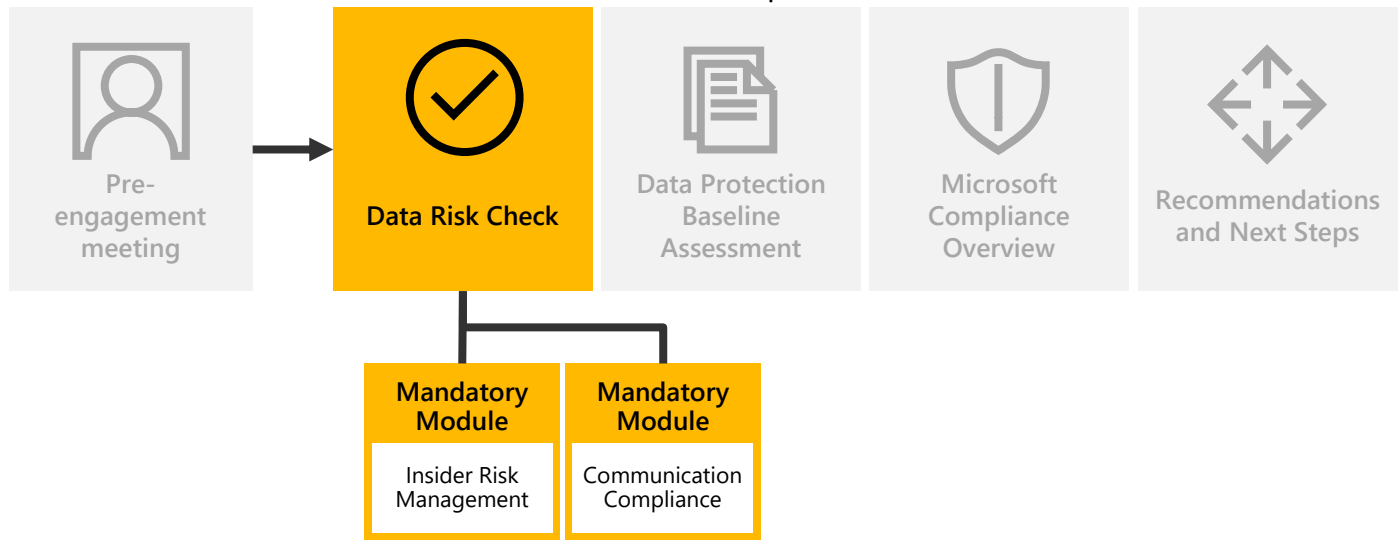 Pre-
engagement
meeting
Data Risk Check
Data Protection
Baseline
Assessment
Microsoft
Compliance
Overview
Recommendations
and Next Steps
Mandatory
Module
Insider Risk
Management
Mandatory
Module
Communication
Compliance